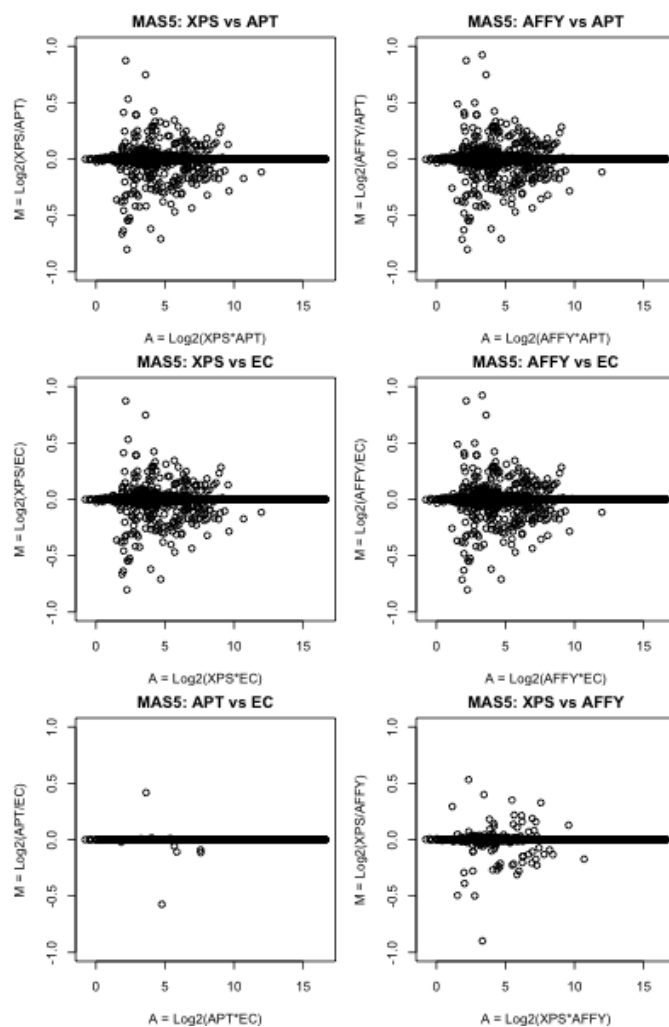 MAS5: XPS vs APT
M = Log2(XPS/APT)
1.0
0.5
0.0
-0.5
-1.0
0 5 10 15
A = Log2(XPS*APT)
MAS5: AFFY vs APT
M = Log2(AFFY/APT)
1.0
0.5
0.0
-0.5
-1.0
0 5 10 15
A = Log2(AFFY*APT)
MAS5: XPS vs EC
M = Log2(XPS/EC)
1.0
0.5
0.0
-0.5
-1.0
0 5 10 15
A = Log2(XPS*EC)
MAS5: AFFY vs EC
M = Log2(AFFY/EC)
1.0
0.5
0.0
-0.5
-1.0
0 5 10 15
A = Log2(AFFY*EC)
MAS5: APT vs EC
M = Log2(APT/EC)
1.0
0.5
0.0
-0.5
-1.0
0 5 10 15
A = Log2(APT*EC)
MAS5: XPS vs AFFY
M = Log2(XPS/AFFY)
1.0
0.5
0.0
-0.5
-1.0
0 5 10 15
A = Log2(XPS*AFFY)